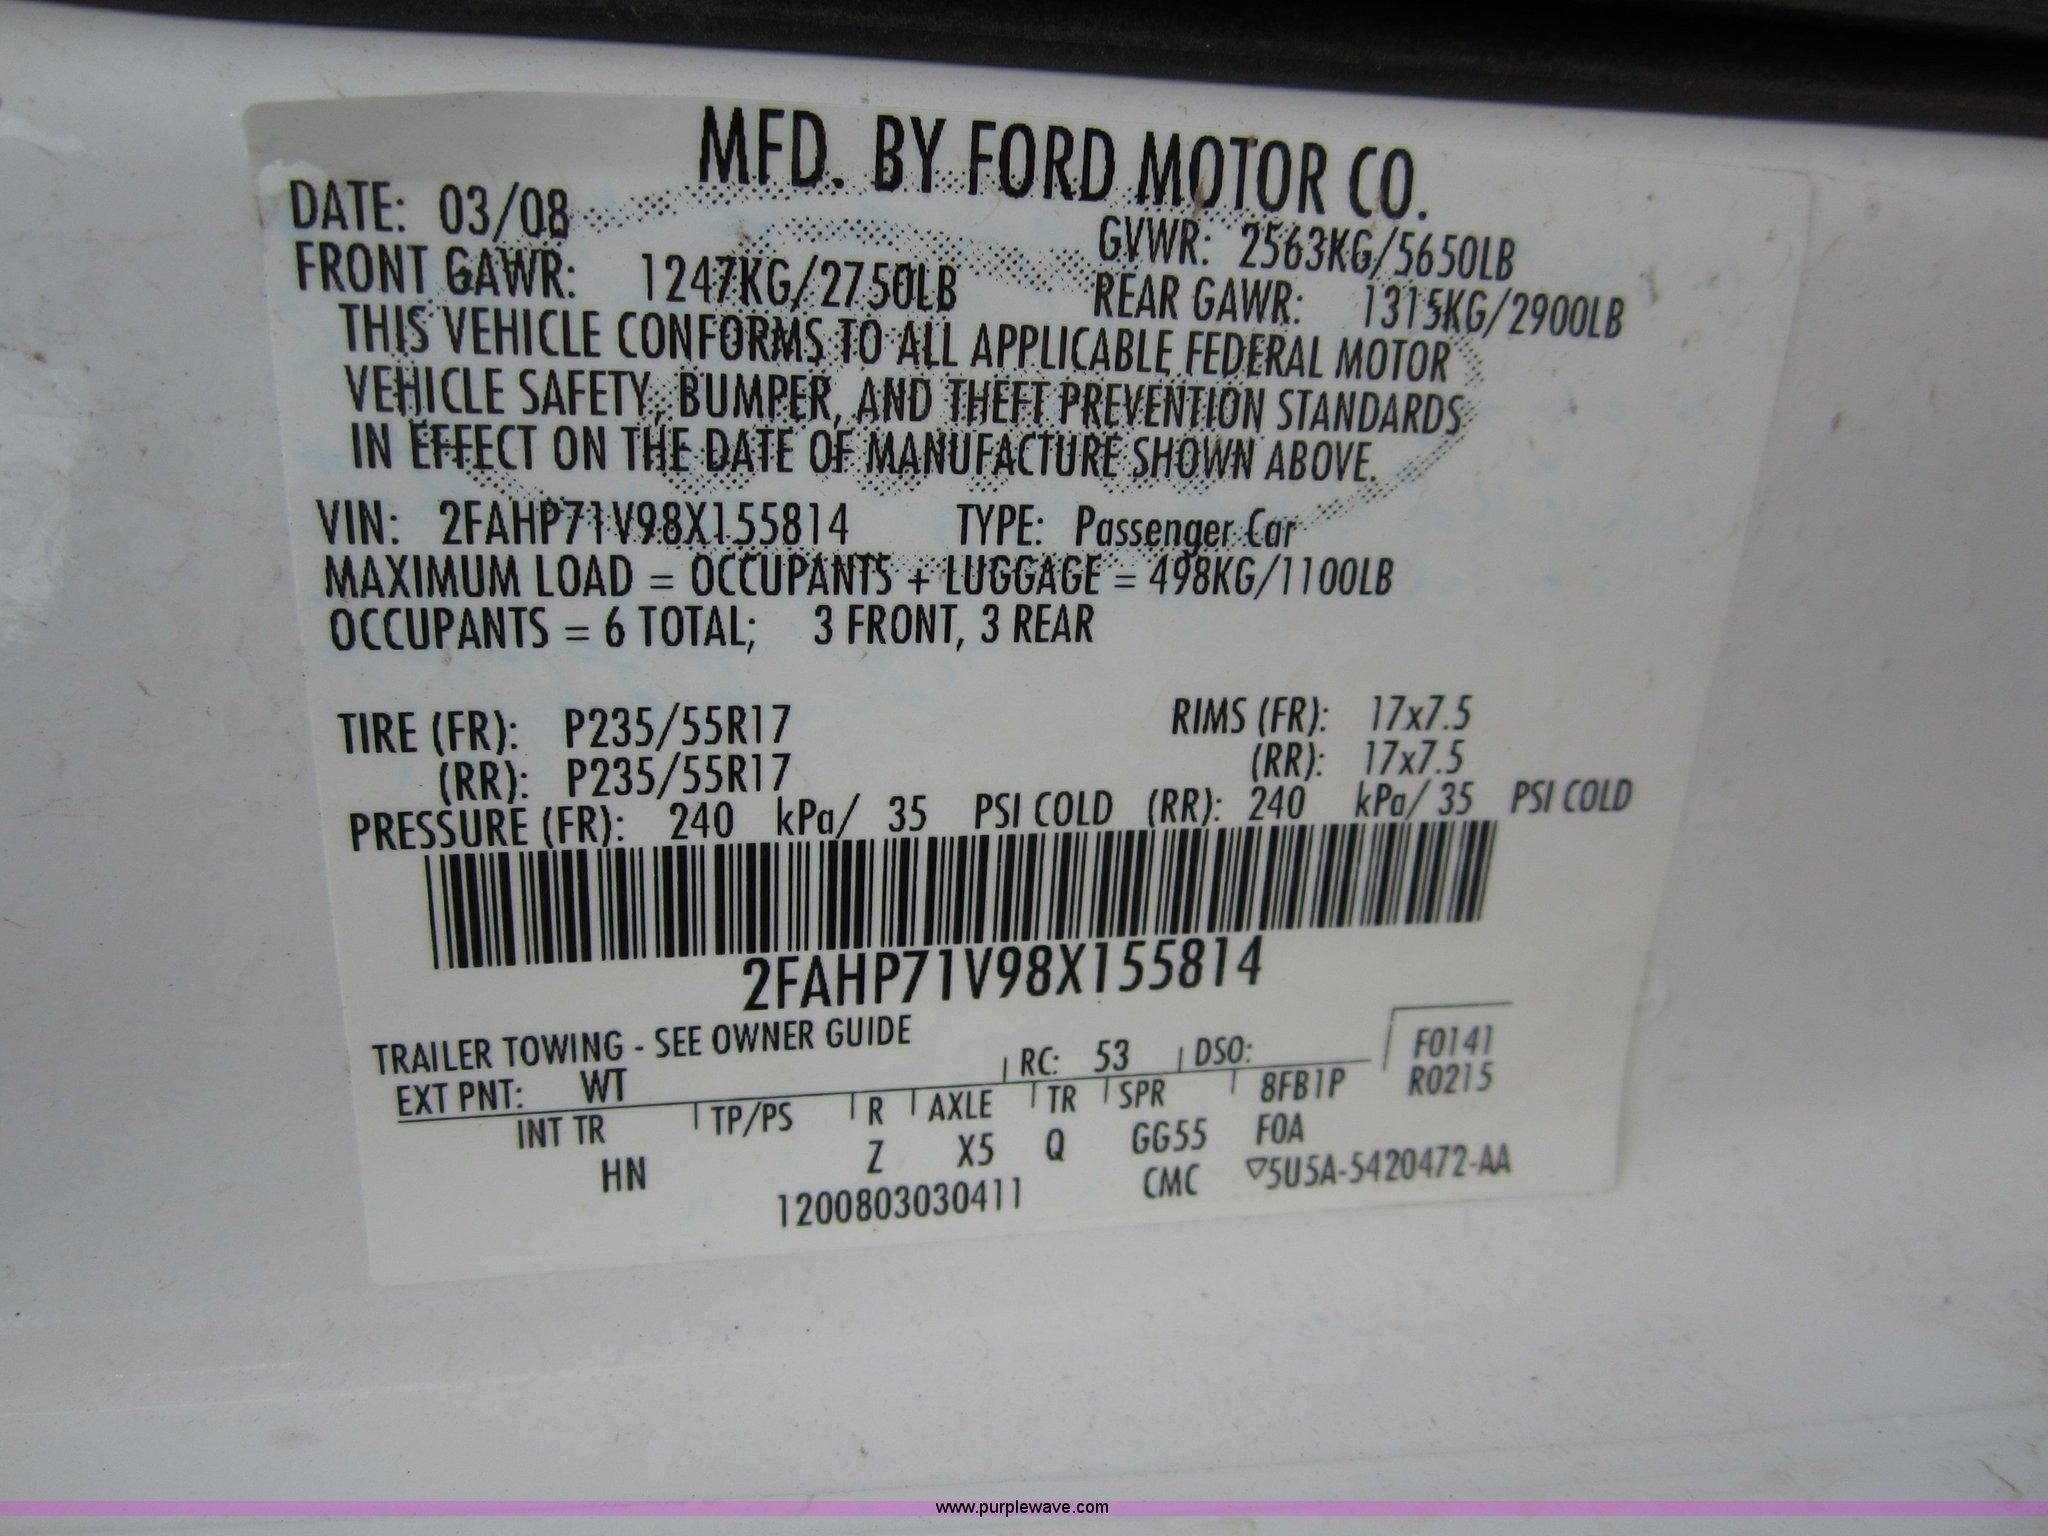 MFD. BY FORD MOTOR CO.
DATE: 03/08
GVWR: 2563KG/5650LB
FRONT GAWR: 1247KG/2750LB
REAR GAWR: 1315KG/2900LB
THIS VEHICLE CONFORMS TO ALL APPLICABLE FEDERAL MOTOR
VEHICLE SAFETY, BUMPER, AND THEFT PREVENTION STANDARDS
IN EFFECT ON THE DATE OF MANUFACTURE SHOWN ABOVE.
VIN: 2FAHP71V98X155814 TYPE: Passenger Car
MAXIMUM LOAD = OCCUPANTS + LUGGAGE = 498KG/1100LB
OCCUPANTS = 6 TOTAL; 3 FRONT, 3 REAR
TIRE (FR): P235/55R17 RIMS (FR): 17x7.5
(RR): P235/55R17 (RR): 17x7.5
PRESSURE (FR): 240 kPa/ 35 PSI COLD (RR): 240 kPa/ 35 PSI COLD
2FAHP71V98X155814
TRAILER TOWING - SEE OWNER GUIDE
EXT PNT: WT RC: 53 DSO: F0141
INT TR TP/PS R AXLE TR SPR 8FB1P R0215
HN Z X5 Q GG55 FOA
1200803030411 CMC ▽5U5A-5420472-AA
www.purplewave.com